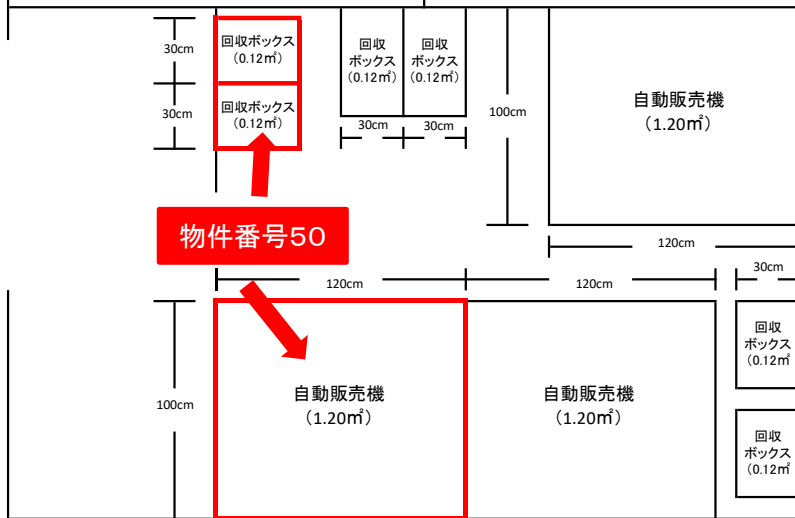 30cm
回収ボックス
(0.12㎡)
30cm
回収ボックス
(0.12㎡)
回収
ボックス
(0.12㎡)
回収
ボックス
(0.12㎡)
30cm
30cm
100cm
自動販売機
(1.20㎡)
120cm
物件番号50
120cm
120cm
30cm
100cm
自動販売機
(1.20㎡)
自動販売機
(1.20㎡)
回収
ボックス
(0.12㎡
回収
ボックス
(0.12㎡